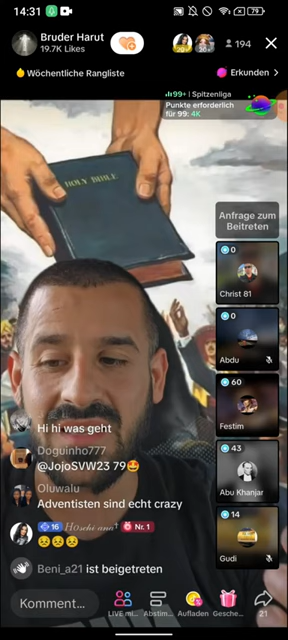 14:31
79
Bruder Harut
19.7K Likes
194
Wöchentliche Rangliste
Erkunden
99+ | Spitzenliga
Punkte erforderlich
für 99: 4K
HOLY BIBLE
Anfrage zum
Beitreten
0
Christ 81
0
Abdu
60
Festim
43
Abu Khanjar
14
Gudi
Hi hi was geht
Doguinho777
@JojoSVW23 79🤩
Oluwalu
Adventisten sind echt crazy
16
Nr. 1
😣😣😣
Beni_a21 ist beigetreten
Komment...
LIVE mi...
Abstim...
Aufladen
Gesche...
21